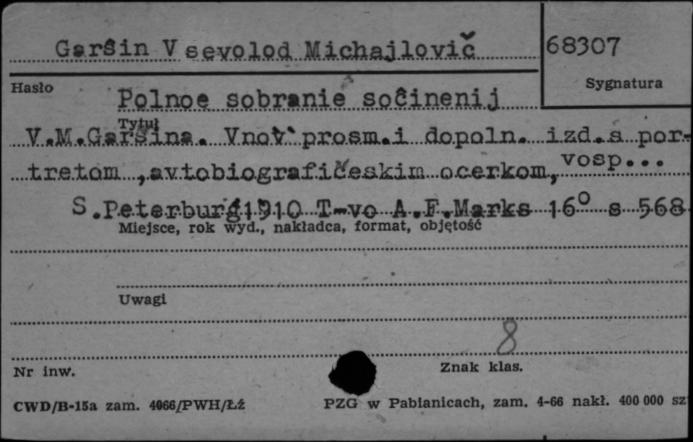 Garšin Vsevolod Michajlovič
68307
Hasło
Sygnatura
Polnoe sobranie sočinenij
Tytuł
V.M.Garšina. Vnov' prosm.i dopoln. izd.s por-
tretom ,avtobiografičeskim ocerkom, vosp...
S.Peterburg 1910 T-vo A.F.Marks 16° s 568
Miejsce, rok wyd., nakładca, format, objętość
Uwagi
8
Nr inw.
Znak klas.
CWD/B-15a zam. 4066/PWH/Łź
PZG w Pabianicach, zam. 4-66 nakł. 400 000 sz